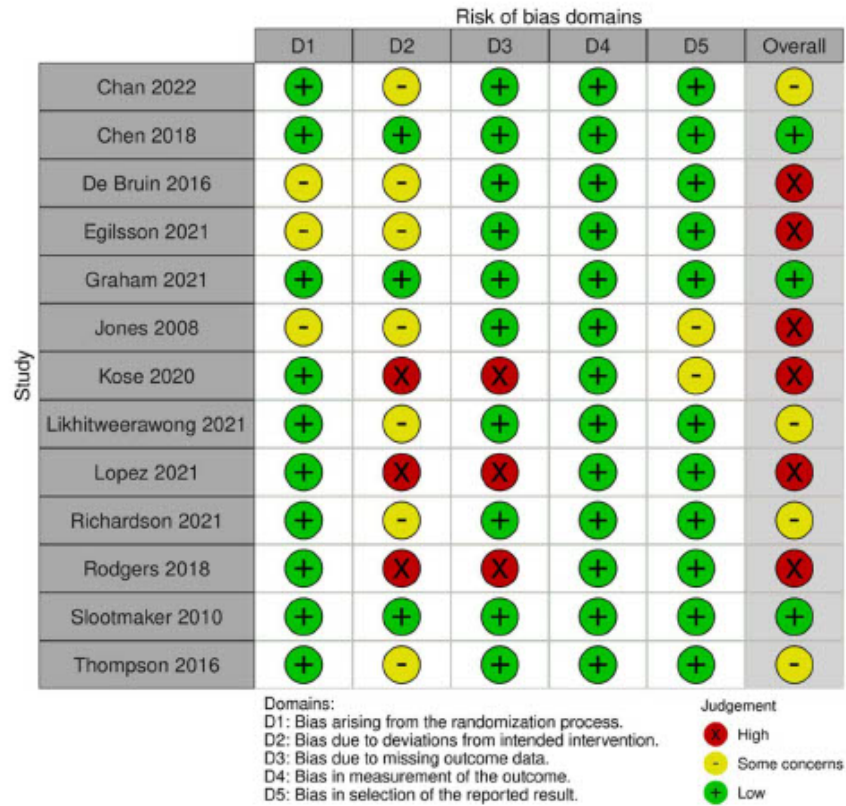 Risk of bias domains
D1 D2 D3 D4 D5 Overall
Study
Chan 2022 + - + + + -
Chen 2018 + + + + + +
De Bruin 2016 - - + + + X
Egilsson 2021 - - + + + X
Graham 2021 + + + + + +
Jones 2008 - - + + - X
Kose 2020 + X X + - X
Likhitweerawong 2021 + - + + + -
Lopez 2021 + X X + + X
Richardson 2021 + - + + + -
Rodgers 2018 + X X + + X
Slootmaker 2010 + + + + + +
Thompson 2016 + - + + + -
Domains:
D1: Bias arising from the randomization process.
D2: Bias due to deviations from intended intervention.
D3: Bias due to missing outcome data.
D4: Bias in measurement of the outcome.
D5: Bias in selection of the reported result.
Judgement
X High
- Some concerns
+ Low